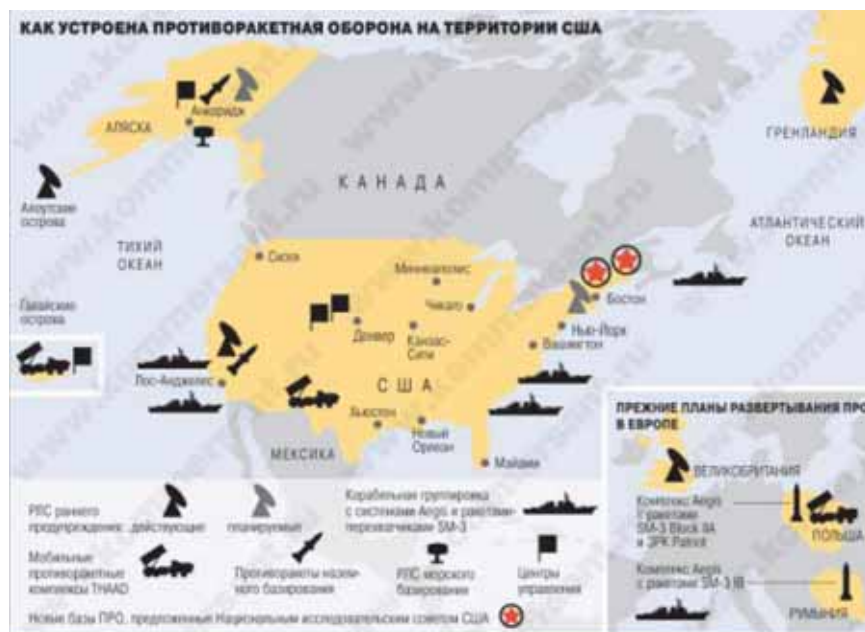 КАК УСТРОЕНА ПРОТИВОРАКЕТНАЯ ОБОРОНА НА ТЕРРИТОРИИ США
Анкоридж
АЛЯСКА
ГРЕНЛАНДИЯ
КАНАДА
Алеутские
острова
АТЛАНТИЧЕСКИЙ
ОКЕАН
ТИХИЙ
ОКЕАН
Сиэтл
Миннеаполис
Гавайские
острова
Чикаго
Бостон
Денвер
Канзас-
Сити
Нью-Йорк
Вашингтон
Лос-Анджелес
США
Хьюстон
Новый
Орлеан
МЕКСИКА
Майами
ПРЕЖНИЕ ПЛАНЫ РАЗВЕРТЫВАНИЯ ПРО
В ЕВРОПЕ
ВЕЛИКОБРИТАНИЯ
Комплекс Aegis
с ракетами
SM-3 Block IIA
и ЗРК Patriot
ПОЛЬША
Комплекс Aegis
с ракетами SM-3 IB
РУМЫНИЯ
РЛС раннего
предупреждения:
действующие
планируемые
Корабельная группировка
с системами Aegis и ракетами-
перехватчиками SM-3
Мобильные
противоракетные
комплексы THAAD
Противоракеты назем-
ного базирования
РЛС морского
базирования
Центры
управления
Новые базы ПРО, предложенные Национальным исследовательским советом США
www.kommersant.ru